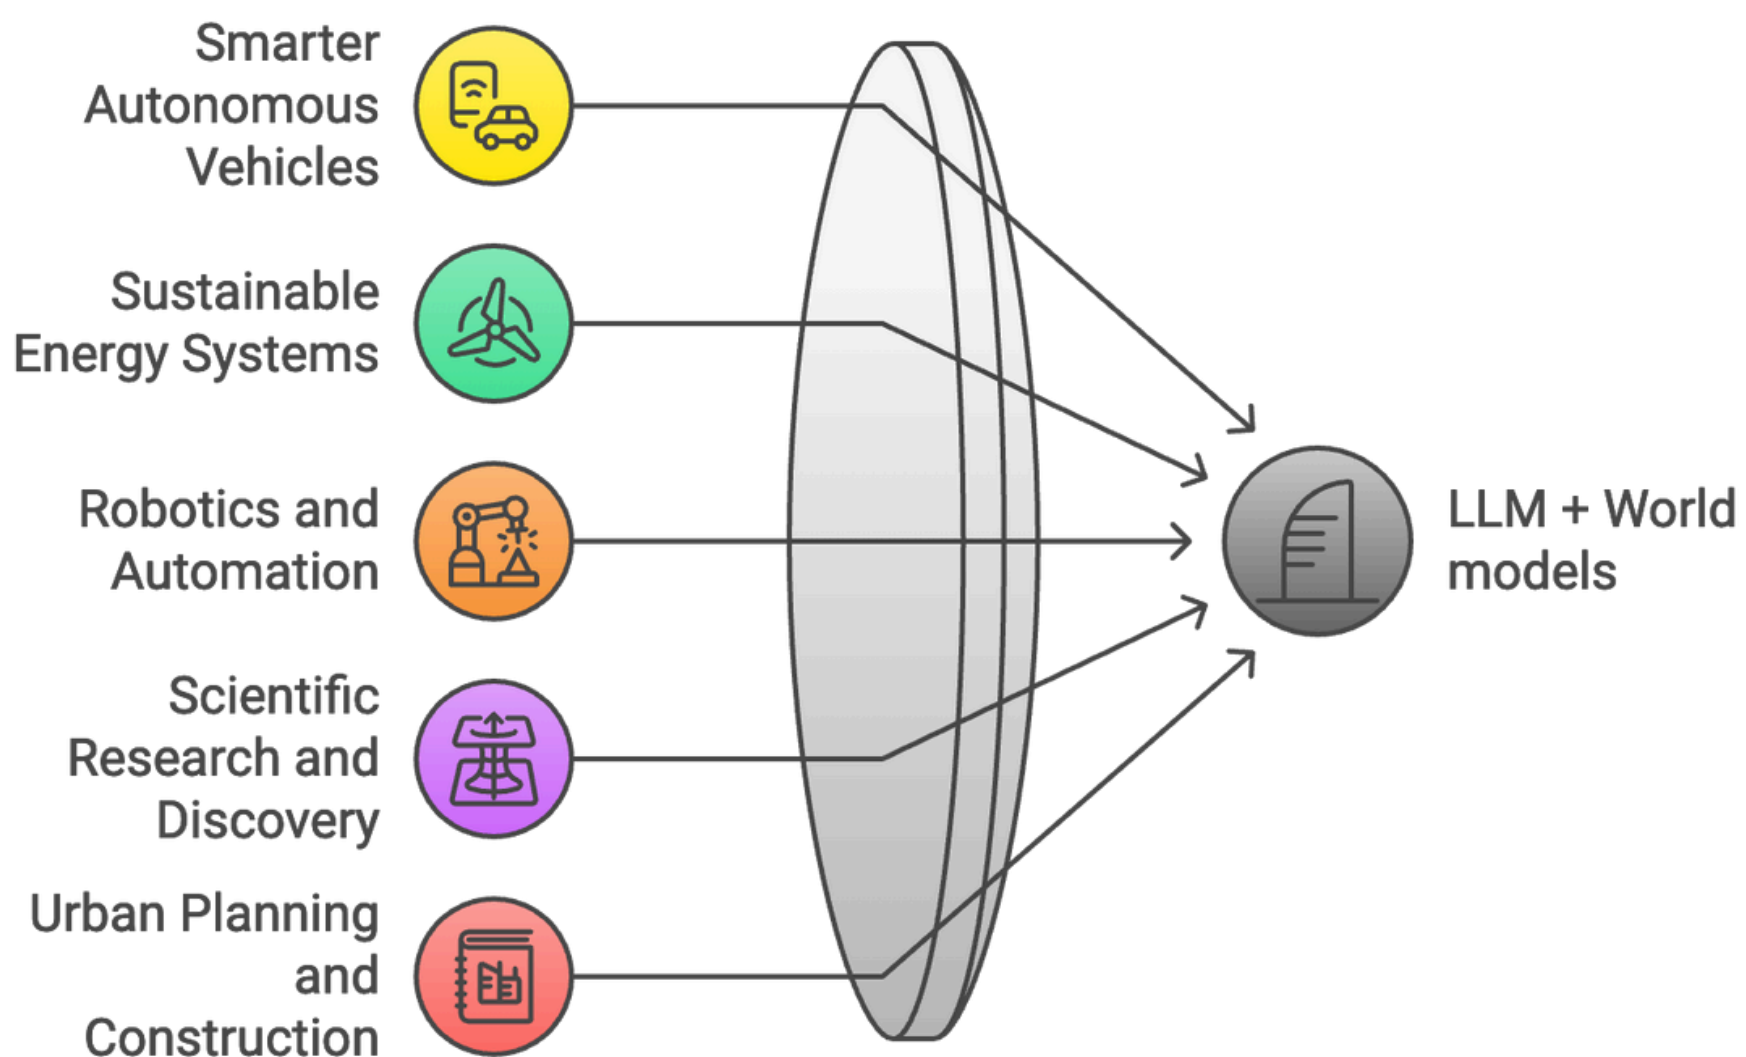 Smarter
Autonomous
Vehicles
Sustainable
Energy Systems
Robotics and
Automation
Scientific
Research and
Discovery
Urban Planning
and
Construction
LLM + World
models